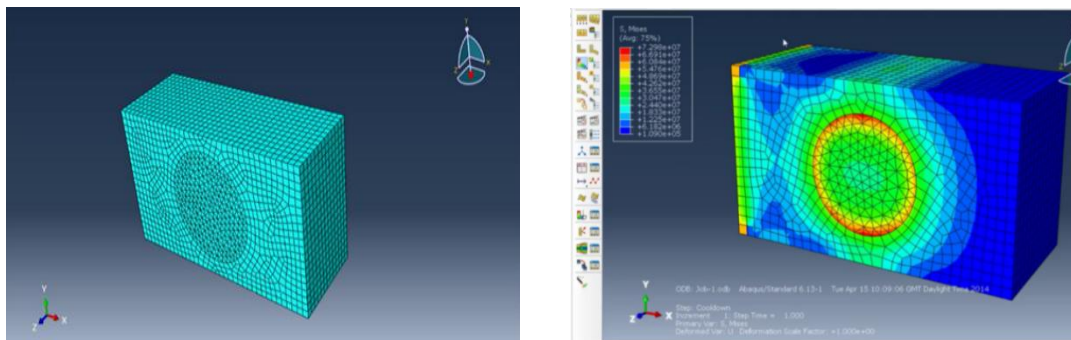 Y
Z
X
Y
Z
X
S, Mises
(Avg: 75%)
+7.298e+07
+6.691e+07
+6.084e+07
+5.476e+07
+4.869e+07
+4.262e+07
+3.655e+07
+3.047e+07
+2.440e+07
+1.833e+07
+1.225e+07
+6.182e+06
+1.090e+05
Y
Z
X
ODB: Job-1.odb Abaqus/Standard 6.13-1 Tue Apr 15 10:09:06 GMT Daylight Time 2014
Step: Cooldown
Increment 1: Step Time = 1.000
Primary Var: S, Mises
Deformed Var: U Deformation Scale Factor: +1.000e+00